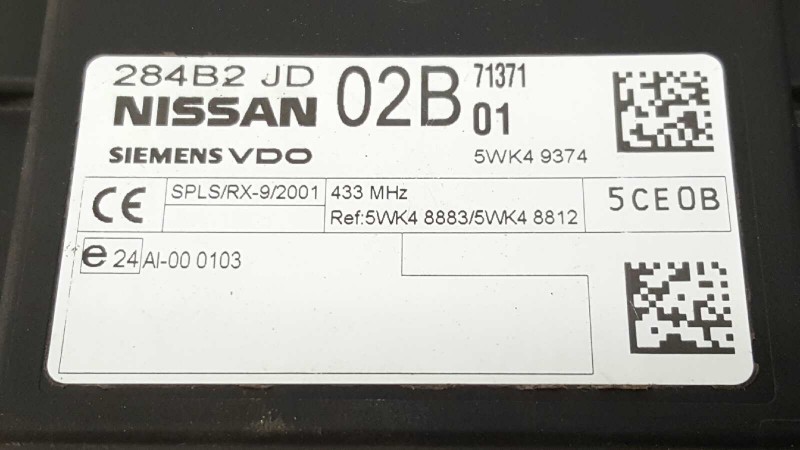 284B2 JD 02B 71371
NISSAN 01
SIEMENS VDO 5WK4 9374
CE SPLS/RX-9/2001 433 MHz 5CE0B
Ref:5WK4 8883/5WK4 8812
e 24 AI-00 0103